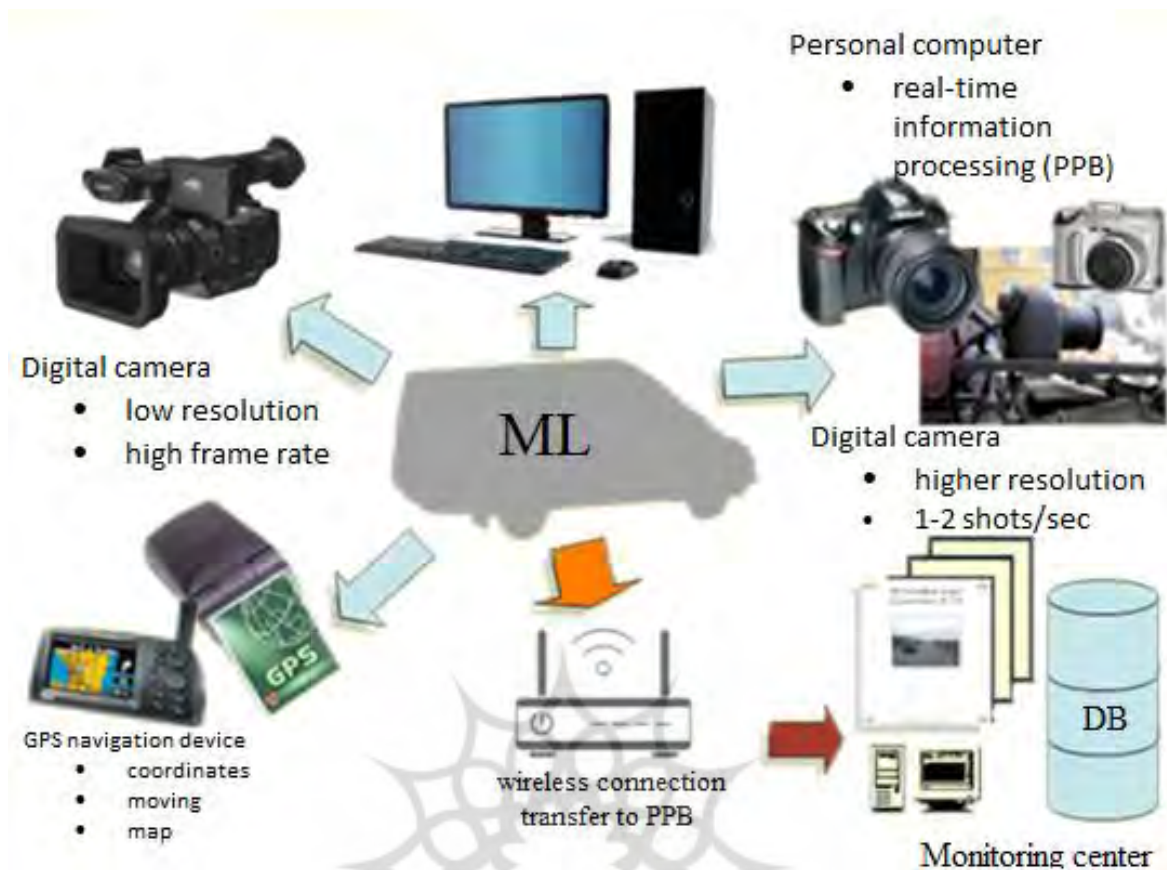 Personal computer
• real-time
information
processing (PPB)
Digital camera
• low resolution
• high frame rate
ML
Digital camera
• higher resolution
• 1-2 shots/sec
GPS
GPS navigation device
• coordinates
• moving
• map
wireless connection
transfer to PPB
DB
Monitoring center